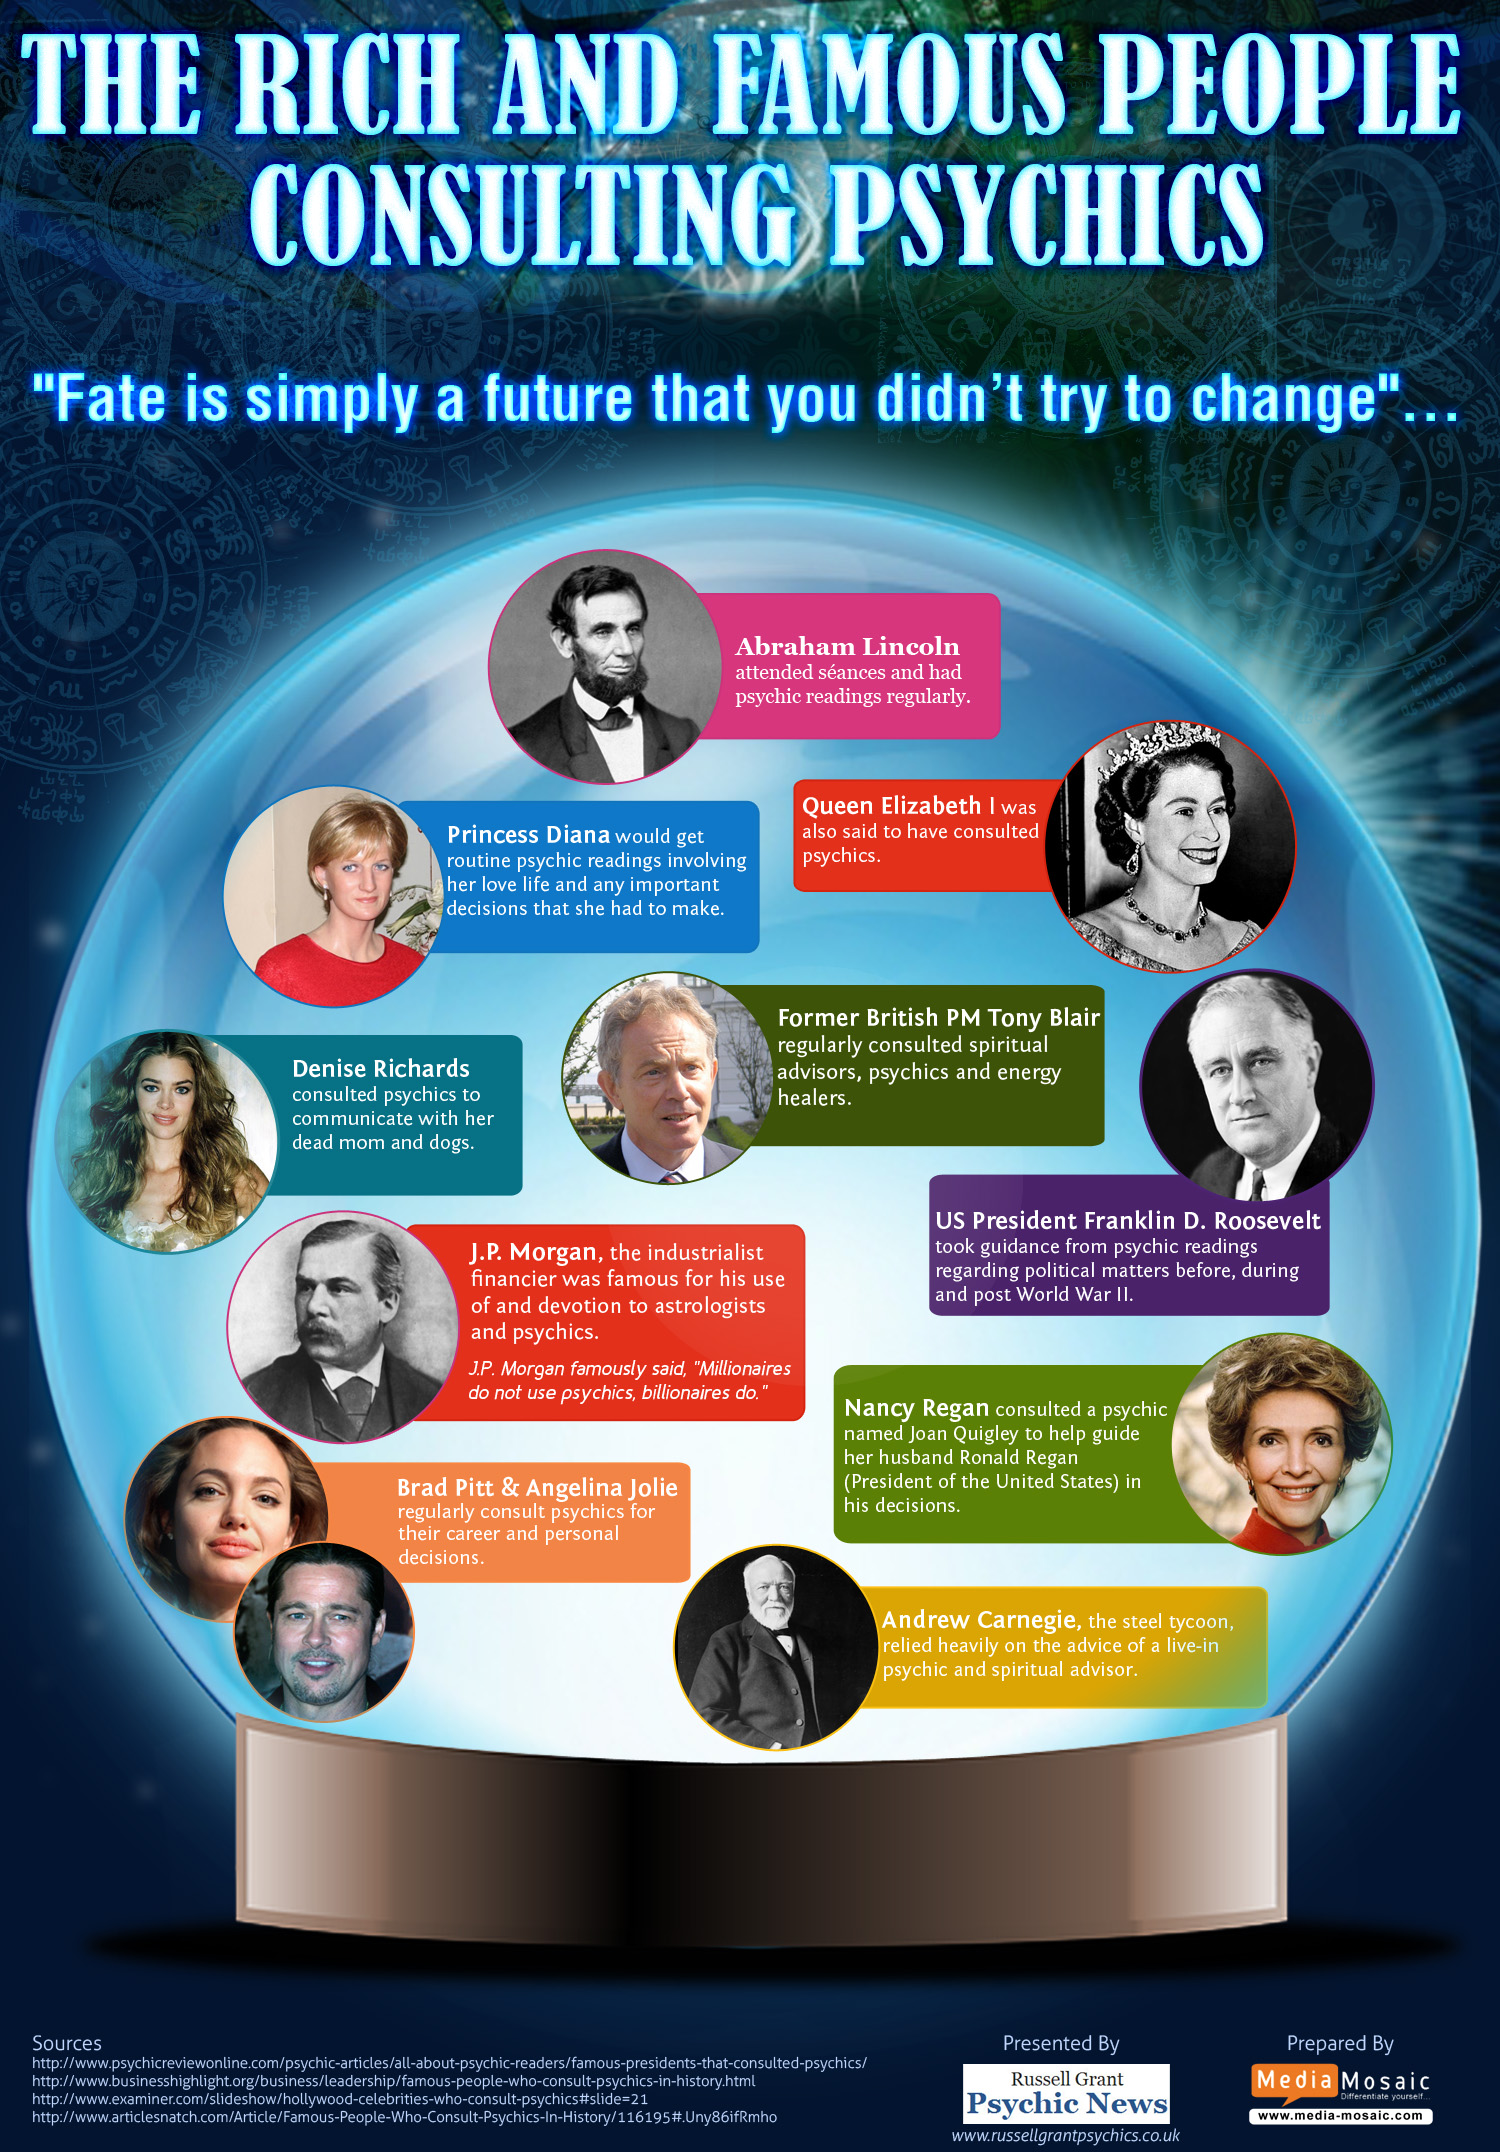 THE RICH AND FAMOUS PEOPLE
CONSULTING PSYCHICS
"Fate is simply a future that you didn't try to change"...
Abraham Lincoln
attended séances and had
psychic readings regularly.
Queen Elizabeth I was
also said to have consulted
psychics.
Princess Diana would get
routine psychic readings involving
her love life and any important
decisions that she had to make.
Former British PM Tony Blair
regularly consulted spiritual
advisors, psychics and energy
healers.
Denise Richards
consulted psychics to
communicate with her
dead mom and dogs.
US President Franklin D. Roosevelt
took guidance from psychic readings
regarding political matters before, during
and post World War II.
J.P. Morgan, the industrialist
financier was famous for his use
of and devotion to astrologists
and psychics.
J.P. Morgan famously said, "Millionaires
do not use psychics, billionaires do."
Nancy Regan consulted a psychic
named Joan Quigley to help guide
her husband Ronald Regan
(President of the United States) in
his decisions.
Brad Pitt & Angelina Jolie
regularly consult psychics for
their career and personal
decisions.
Andrew Carnegie, the steel tycoon,
relied heavily on the advice of a live-in
psychic and spiritual advisor.
Sources
http://www.psychicreviewonline.com/psychic-articles/all-about-psychic-readers/famous-presidents-that-consulted-psychics/
http://www.businesshighlight.org/business/leadership/famous-people-who-consult-psychics-in-history.html
http://www.examiner.com/slideshow/hollywood-celebrities-who-consult-psychics#slide=21
http://www.articlesnatch.com/Article/Famous-People-Who-Consult-Psychics-In-History/116195#.Uny86ifRmho
Presented By
Russell Grant
Psychic News
www.russellgrantpsychics.co.uk
Prepared By
Media Mosaic
Differentiate yourself...
www.media-mosaic.com